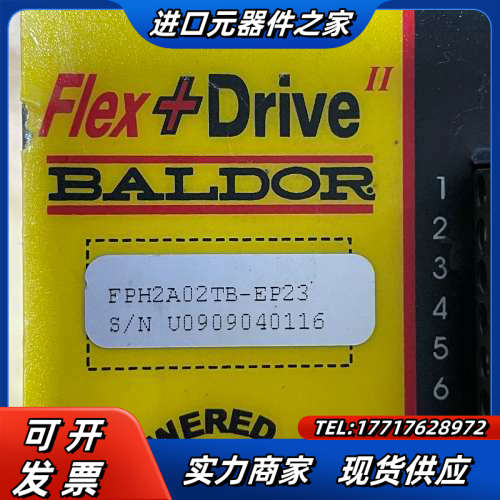 进口元器件之家
Flex+Drive II
BALDOR
1
2
3
4
5
6
FPH2A02TB-EP23
S/N U0909040116
WERED
TEL:17717628972
可开
发票
实力商家 现货供应